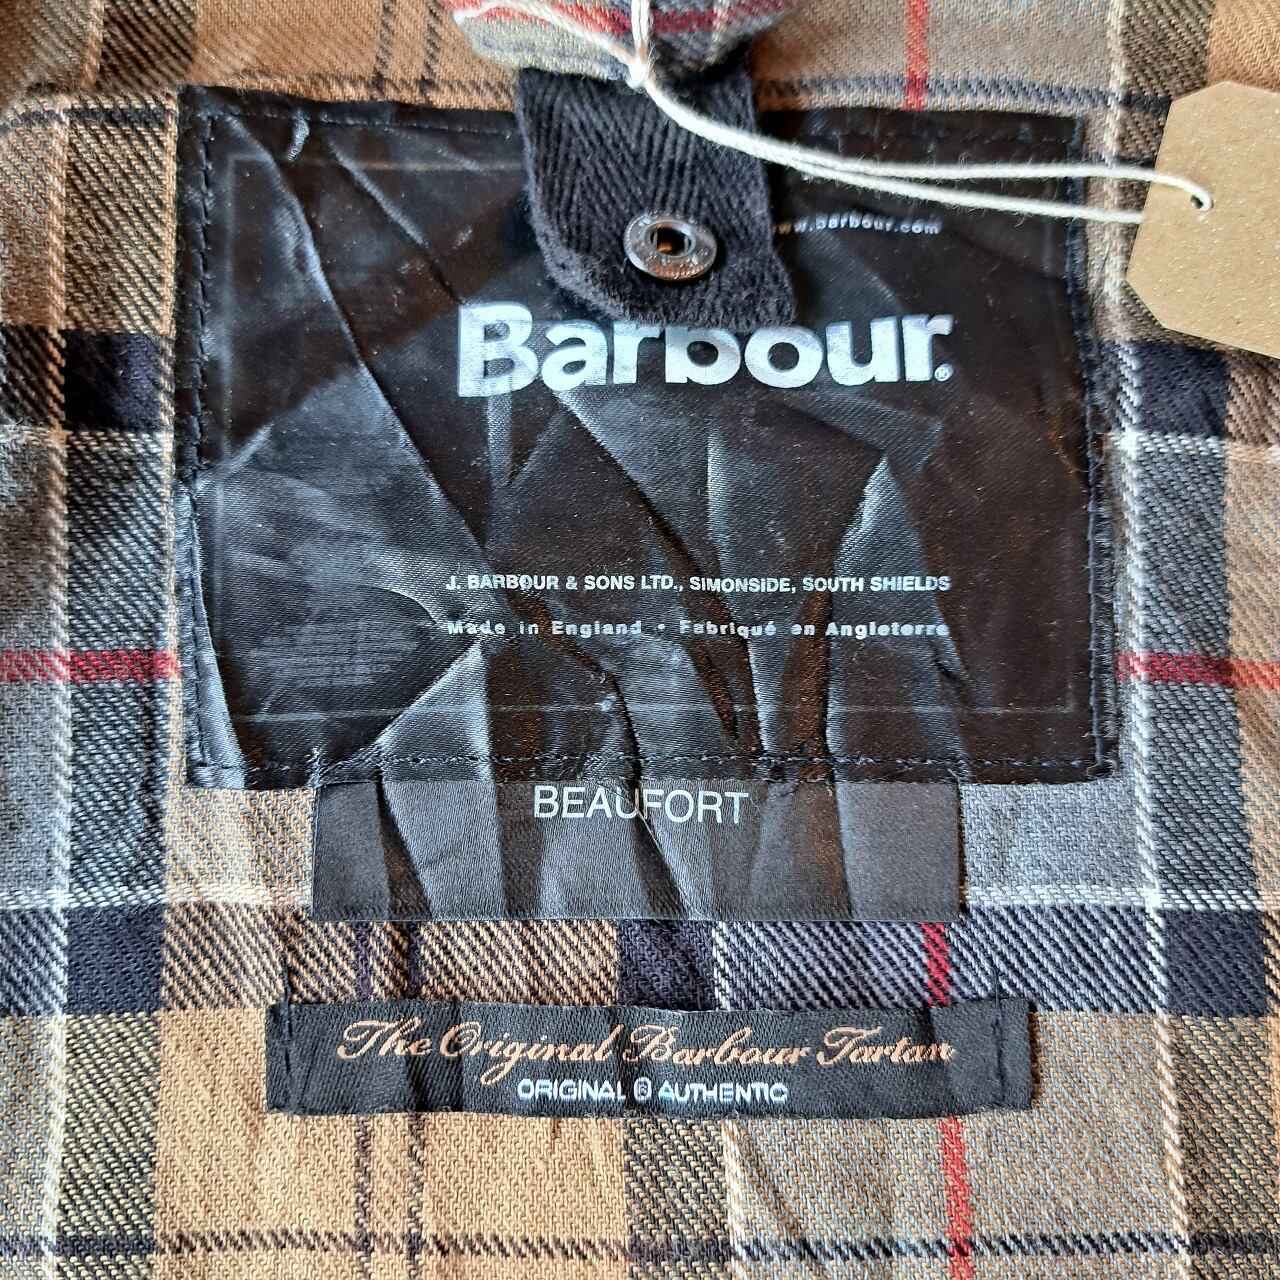 www.barbour.com
Barbour®
J. BARBOUR & SONS LTD., SIMONSIDE, SOUTH SHIELDS
Made in England • Fabriqué en Angleterre
BEAUFORT
The Original Barbour Tartan
ORIGINAL B AUTHENTIC